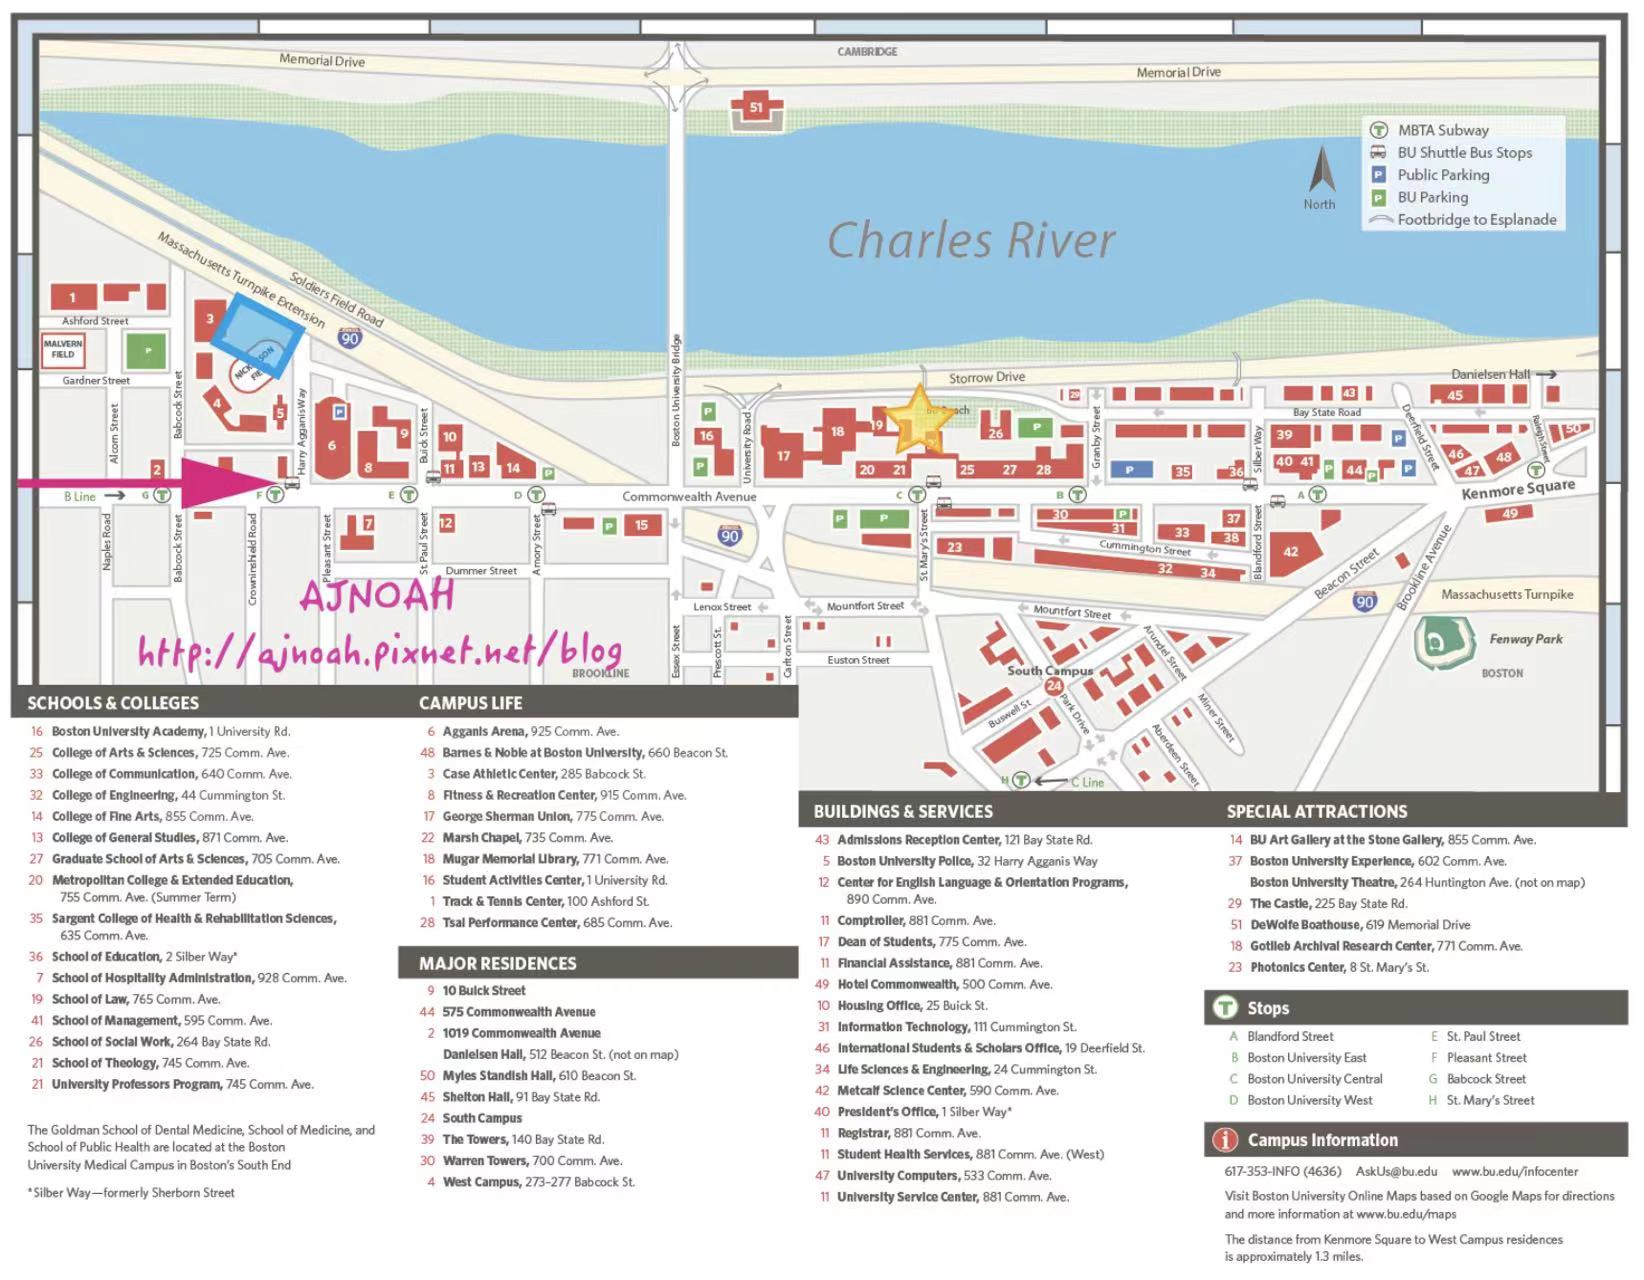 CAMBRIDGE
Memorial Drive
Memorial Drive
51
MBTA Subway
BU Shuttle Bus Stops
P Public Parking
P BU Parking
Footbridge to Esplanade
North
Charles River
Massachusetts Turnpike Extension
Soldiers Field Road
90
1
Ashford Street
MALVERN
FIELD
P
Gardner Street
3
4
5
Alcorn Street
Babcock Street
Harry Agganis Way
2
B Line
G
F
E
D
C
B
A
6
P
9
8
Buick Street
10
11
13
14
P
Boston University Bridge
Commonwealth Avenue
P
16
P
University Road
17
18
19
20
21
25
26
27
28
P
Storrow Drive
29
Granby Street
Bay State Road
43
Danielsen Hall
45
Deerfield Street
Raleigh Street
50
P
35
36
Silber Way
39
40
41
P
44
P
P
P
46
47
48
Kenmore Square
49
Naples Road
Babcock Street
Crowninshield Road
Pleasant Street
7
St. Paul Street
12
Amory Street
P
15
Dummer Street
90
P
P
St. Mary's Street
23
30
P
31
Cummington Street
32
34
33
37
38
Blandford Street
42
Beacon Street
Brookline Avenue
90
Massachusetts Turnpike
Fenway Park
BOSTON
AJNOAH
http://ajnoah.pixnet.net/blog
BROOKLINE
Lenox Street
Mountfort Street
Mountfort Street
Essex Street
Prescott St.
Carlton Street
Euston Street
South Campus
24
Buswell St
Park Drive
Arundel Street
Miner Street
Aberdeen Street
H
C Line
SCHOOLS & COLLEGES
16 Boston University Academy, 1 University Rd.
25 College of Arts & Sciences, 725 Comm. Ave.
33 College of Communication, 640 Comm. Ave.
32 College of Engineering, 44 Cummington St.
14 College of Fine Arts, 855 Comm. Ave.
13 College of General Studies, 871 Comm. Ave.
27 Graduate School of Arts & Sciences, 705 Comm. Ave.
20 Metropolitan College & Extended Education,
755 Comm. Ave. (Summer Term)
35 Sargent College of Health & Rehabilitation Sciences,
635 Comm. Ave.
36 School of Education, 2 Silber Way*
7 School of Hospitality Administration, 928 Comm. Ave.
19 School of Law, 765 Comm. Ave.
41 School of Management, 595 Comm. Ave.
26 School of Social Work, 264 Bay State Rd.
21 School of Theology, 745 Comm. Ave.
21 University Professors Program, 745 Comm. Ave.
The Goldman School of Dental Medicine, School of Medicine, and
School of Public Health are located at the Boston
University Medical Campus in Boston's South End
*Silber Way—formerly Sherborn Street
CAMPUS LIFE
6 Agganis Arena, 925 Comm. Ave.
48 Barnes & Noble at Boston University, 660 Beacon St.
3 Case Athletic Center, 285 Babcock St.
8 Fitness & Recreation Center, 915 Comm. Ave.
17 George Sherman Union, 775 Comm. Ave.
22 Marsh Chapel, 735 Comm. Ave.
18 Mugar Memorial Library, 771 Comm. Ave.
16 Student Activities Center, 1 University Rd.
1 Track & Tennis Center, 100 Ashford St.
28 Tsai Performance Center, 685 Comm. Ave.
MAJOR RESIDENCES
9 10 Buick Street
44 575 Commonwealth Avenue
2 1019 Commonwealth Avenue
Danielsen Hall, 512 Beacon St. (not on map)
50 Myles Standish Hall, 610 Beacon St.
45 Shelton Hall, 91 Bay State Rd.
24 South Campus
39 The Towers, 140 Bay State Rd.
30 Warren Towers, 700 Comm. Ave.
4 West Campus, 273–277 Babcock St.
BUILDINGS & SERVICES
43 Admissions Reception Center, 121 Bay State Rd.
5 Boston University Police, 32 Harry Agganis Way
12 Center for English Language & Orientation Programs,
890 Comm. Ave.
11 Comptroller, 881 Comm. Ave.
17 Dean of Students, 775 Comm. Ave.
11 Financial Assistance, 881 Comm. Ave.
49 Hotel Commonwealth, 500 Comm. Ave.
10 Housing Office, 25 Buick St.
31 Information Technology, 111 Cummington St.
46 International Students & Scholars Office, 19 Deerfield St.
34 Life Sciences & Engineering, 24 Cummington St.
42 Metcalf Science Center, 590 Comm. Ave.
40 President's Office, 1 Silber Way*
11 Registrar, 881 Comm. Ave.
11 Student Health Services, 881 Comm. Ave. (West)
47 University Computers, 533 Comm. Ave.
11 University Service Center, 881 Comm. Ave.
SPECIAL ATTRACTIONS
14 BU Art Gallery at the Stone Gallery, 855 Comm. Ave.
37 Boston University Experience, 602 Comm. Ave.
Boston University Theatre, 264 Huntington Ave. (not on map)
29 The Castle, 225 Bay State Rd.
51 DeWolfe Boathouse, 619 Memorial Drive
18 Gotlieb Archival Research Center, 771 Comm. Ave.
23 Photonics Center, 8 St. Mary's St.
T Stops
A Blandford Street
B Boston University East
C Boston University Central
D Boston University West
E St. Paul Street
F Pleasant Street
G Babcock Street
H St. Mary's Street
i Campus Information
617-353-INFO (4636) AskUs@bu.edu www.bu.edu/infocenter
Visit Boston University Online Maps based on Google Maps for directions
and more information at www.bu.edu/maps
The distance from Kenmore Square to West Campus residences
is approximately 1.3 miles.